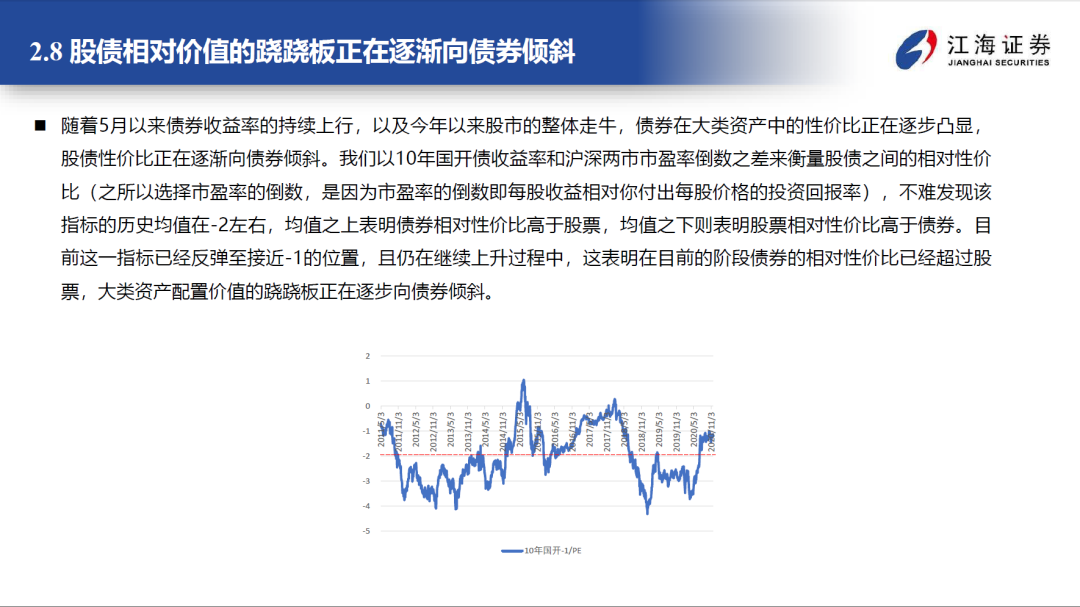 2.8 股债相对价值的跷跷板正在逐渐向债券倾斜
江海证券
JIANGHAI SECURITIES
■ 随着5月以来债券收益率的持续上行，以及今年以来股市的整体走牛，债券在大类资产中的性价比正在逐步凸显，
股债性价比正在逐渐向债券倾斜。我们以10年国开债收益率和沪深两市市盈率倒数之差来衡量股债之间的相对性价
比（之所以选择市盈率的倒数，是因为市盈率的倒数即每股收益相对你付出每股价格的投资回报率），不难发现该
指标的历史均值在-2左右，均值之上表明债券相对性价比高于股票，均值之下则表明股票相对性价比高于债券。目
前这一指标已经反弹至接近-1的位置，且仍在继续上升过程中，这表明在目前的阶段债券的相对性价比已经超过股
票，大类资产配置价值的跷跷板正在逐步向债券倾斜。
2
1
0
-1
-2
-3
-4
-5
2011/11/3
2012/5/3
2012/11/3
2013/5/3
2013/11/3
2014/5/3
2014/11/3
2015/5/3
2015/11/3
2016/5/3
2016/11/3
2017/5/3
2017/11/3
2018/5/3
2018/11/3
2019/5/3
2019/11/3
2020/5/3
2020/11/3
10年国开-1/PE